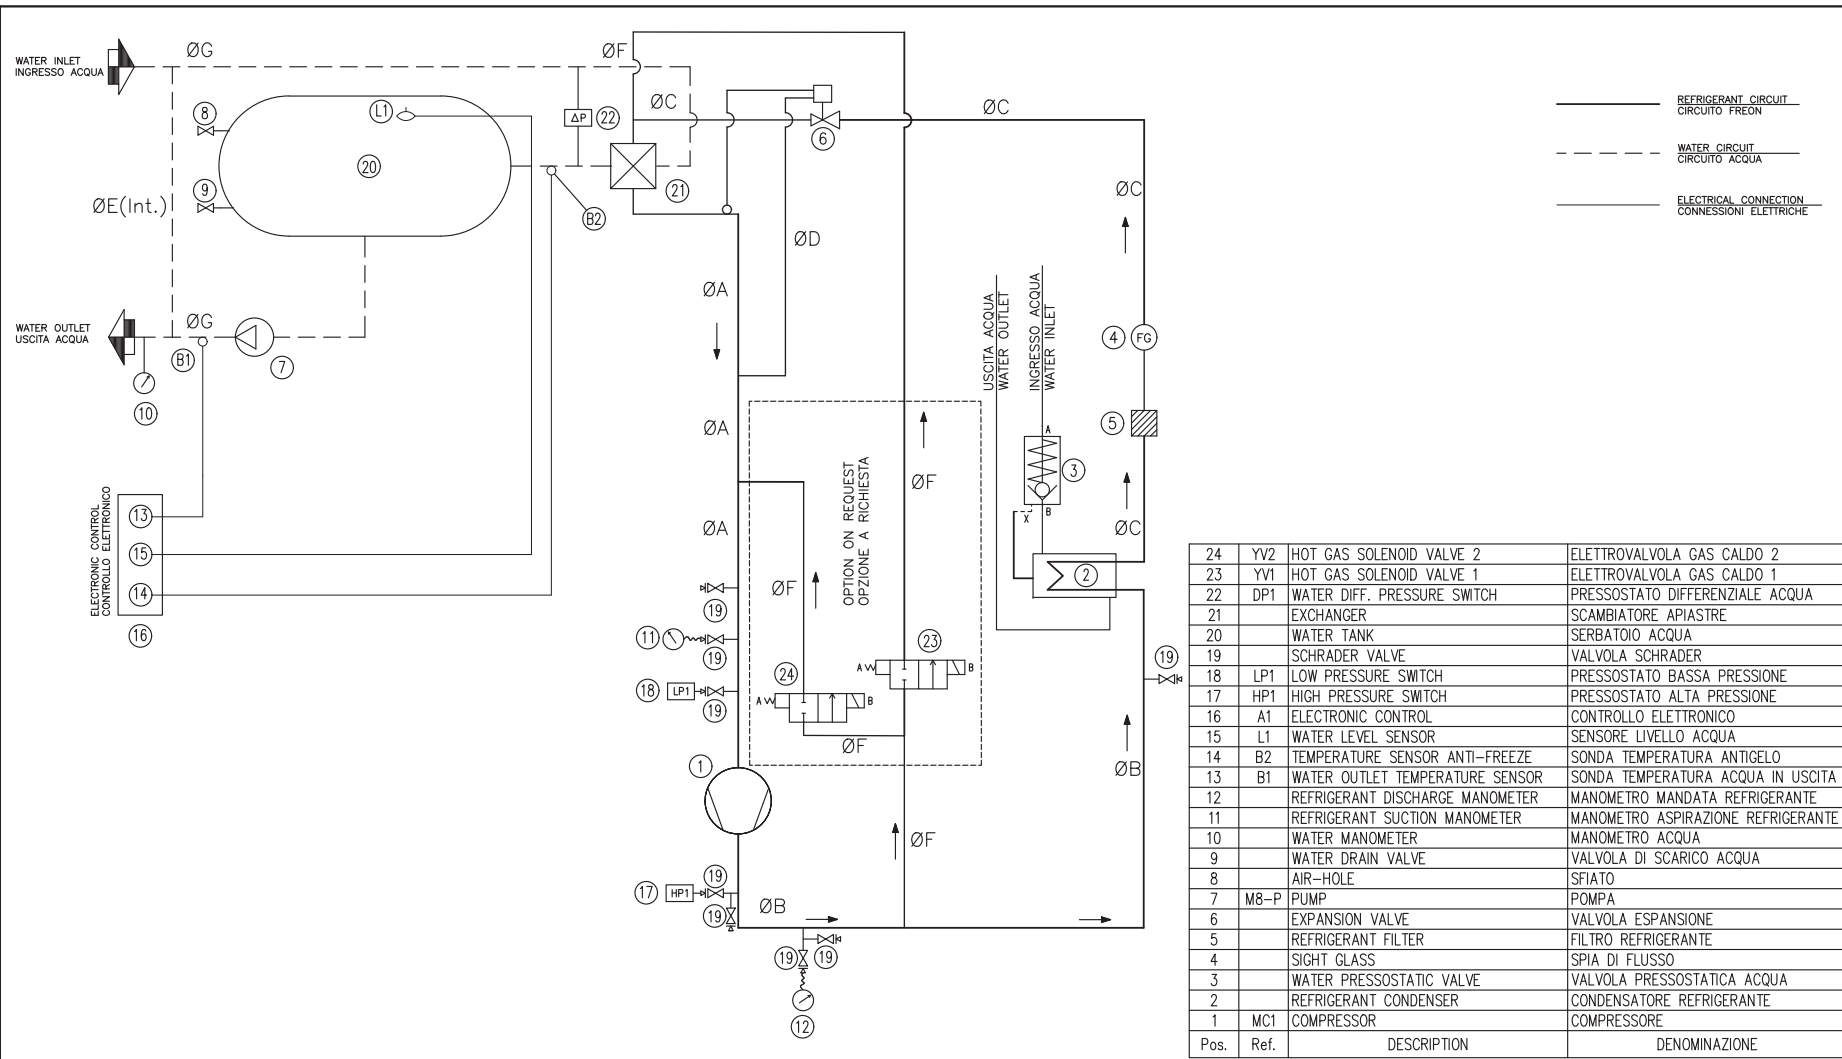 WATER INLET
INGRESSO ACQUA
ØG
ØF
8
L1
ΔP
22
ØC
6
ØC
20
9
21
ØE(Int.)
B2
ØC
ØD
WATER OUTLET
USCITA ACQUA
ØG
B1
7
10
ØA
USCITA ACQUA
WATER OUTLET
INGRESSO ACQUA
WATER INLET
4
FG
5
ØA
A
3
B
X
ØF
ØC
OPTION ON REQUEST
OPZIONE A RICHIESTA
ELECTRONIC CONTROL
CONTROLLO ELETTRONICO
13
15
14
16
ØA
ØF
2
19
11
19
23
A
B
19
18
LP1
19
24
A
B
ØF
1
ØB
ØF
17
HP1
19
19
ØB
19
19
12
REFRIGERANT CIRCUIT
CIRCUITO FREON
WATER CIRCUIT
CIRCUITO ACQUA
ELECTRICAL CONNECTION
CONNESSIONI ELETTRICHE
24 YV2 HOT GAS SOLENOID VALVE 2 ELETTROVALVOLA GAS CALDO 2
23 YV1 HOT GAS SOLENOID VALVE 1 ELETTROVALVOLA GAS CALDO 1
22 DP1 WATER DIFF. PRESSURE SWITCH PRESSOSTATO DIFFERENZIALE ACQUA
21 EXCHANGER SCAMBIATORE APIASTRE
20 WATER TANK SERBATOIO ACQUA
19 SCHRADER VALVE VALVOLA SCHRADER
18 LP1 LOW PRESSURE SWITCH PRESSOSTATO BASSA PRESSIONE
17 HP1 HIGH PRESSURE SWITCH PRESSOSTATO ALTA PRESSIONE
16 A1 ELECTRONIC CONTROL CONTROLLO ELETTRONICO
15 L1 WATER LEVEL SENSOR SENSORE LIVELLO ACQUA
14 B2 TEMPERATURE SENSOR ANTI-FREEZE SONDA TEMPERATURA ANTIGELO
13 B1 WATER OUTLET TEMPERATURE SENSOR SONDA TEMPERATURA ACQUA IN USCITA
12 REFRIGERANT DISCHARGE MANOMETER MANOMETRO MANDATA REFRIGERANTE
11 REFRIGERANT SUCTION MANOMETER MANOMETRO ASPIRAZIONE REFRIGERANTE
10 WATER MANOMETER MANOMETRO ACQUA
9 WATER DRAIN VALVE VALVOLA DI SCARICO ACQUA
8 AIR-HOLE SFIATO
7 M8-P PUMP POMPA
6 EXPANSION VALVE VALVOLA ESPANSIONE
5 REFRIGERANT FILTER FILTRO REFRIGERANTE
4 SIGHT GLASS SPIA DI FLUSSO
3 WATER PRESSOSTATIC VALVE VALVOLA PRESSOSTATICA ACQUA
2 REFRIGERANT CONDENSER CONDENSATORE REFRIGERANTE
1 MC1 COMPRESSOR COMPRESSORE
Pos. Ref. DESCRIPTION DENOMINAZIONE